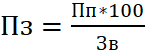 Пз = Пп*100 / Зв